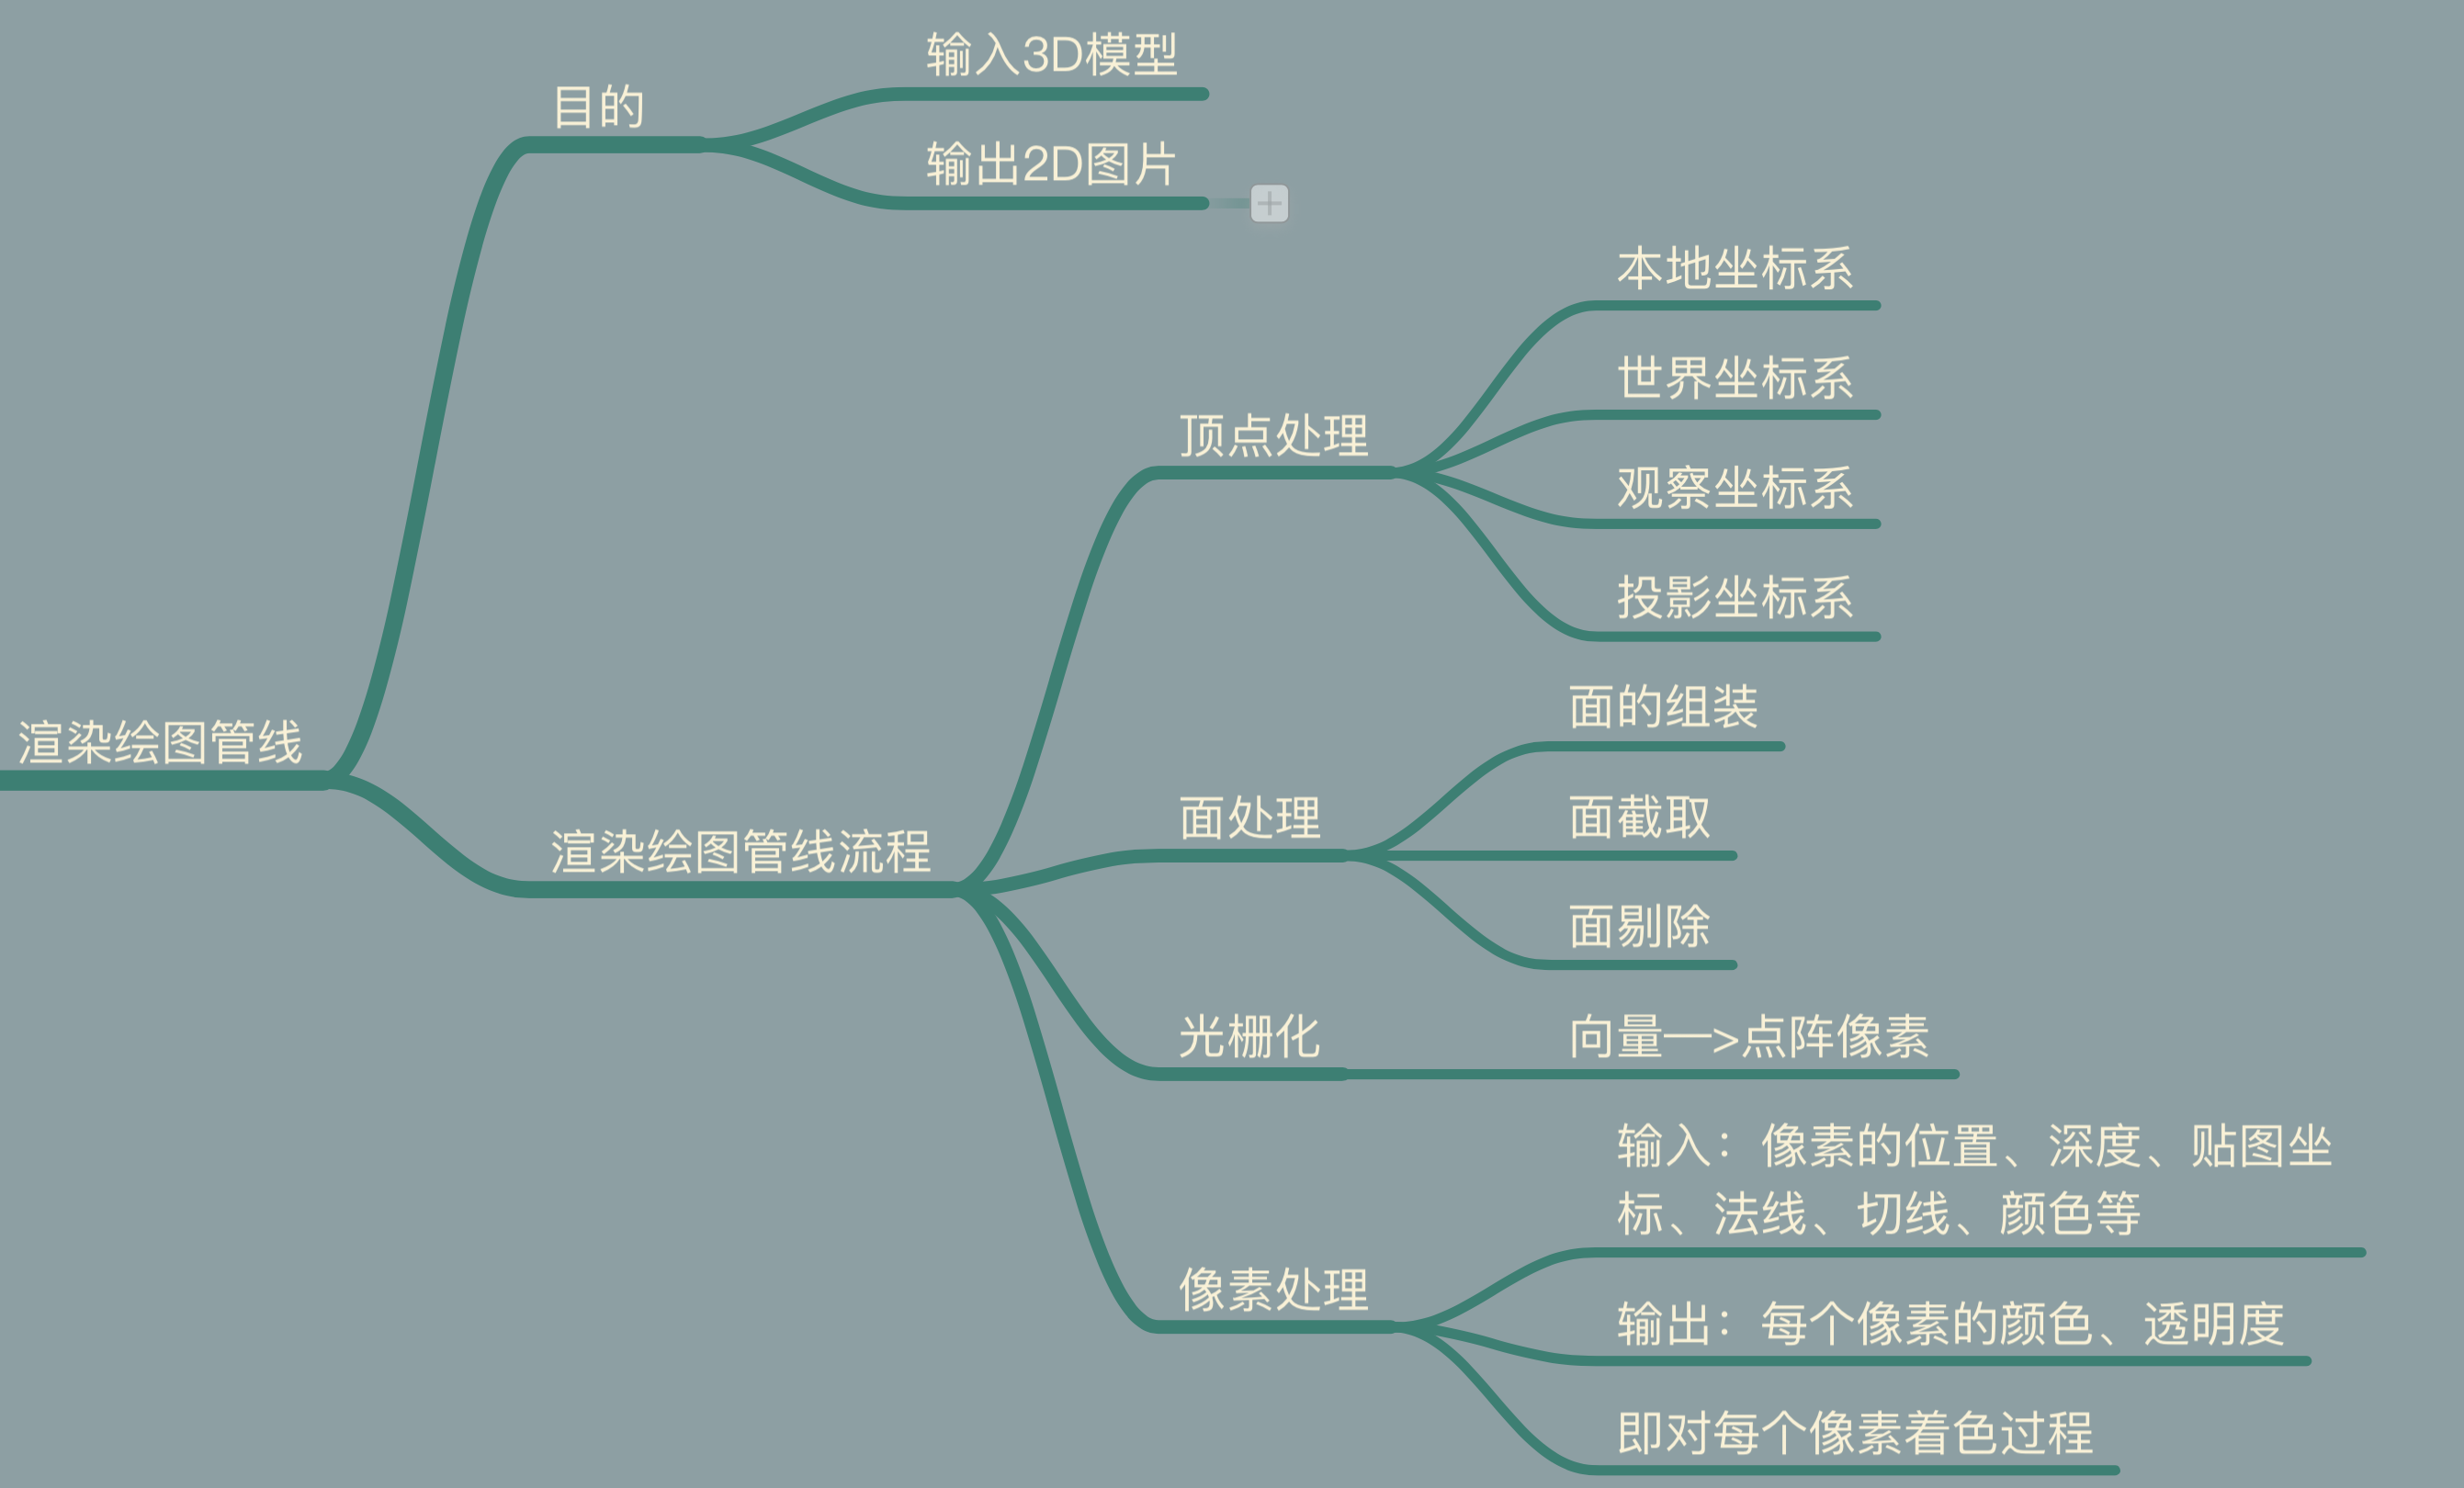 输入3D模型
目的
输出2D图片
本地坐标系
世界坐标系
顶点处理
观察坐标系
投影坐标系
面的组装
渲染绘图管线
面处理
面截取
渲染绘图管线流程
面剔除
光栅化
向量—>点阵像素
输入：像素的位置、深度、贴图坐
标、法线、切线、颜色等
像素处理
输出：每个像素的颜色、透明度
即对每个像素着色过程